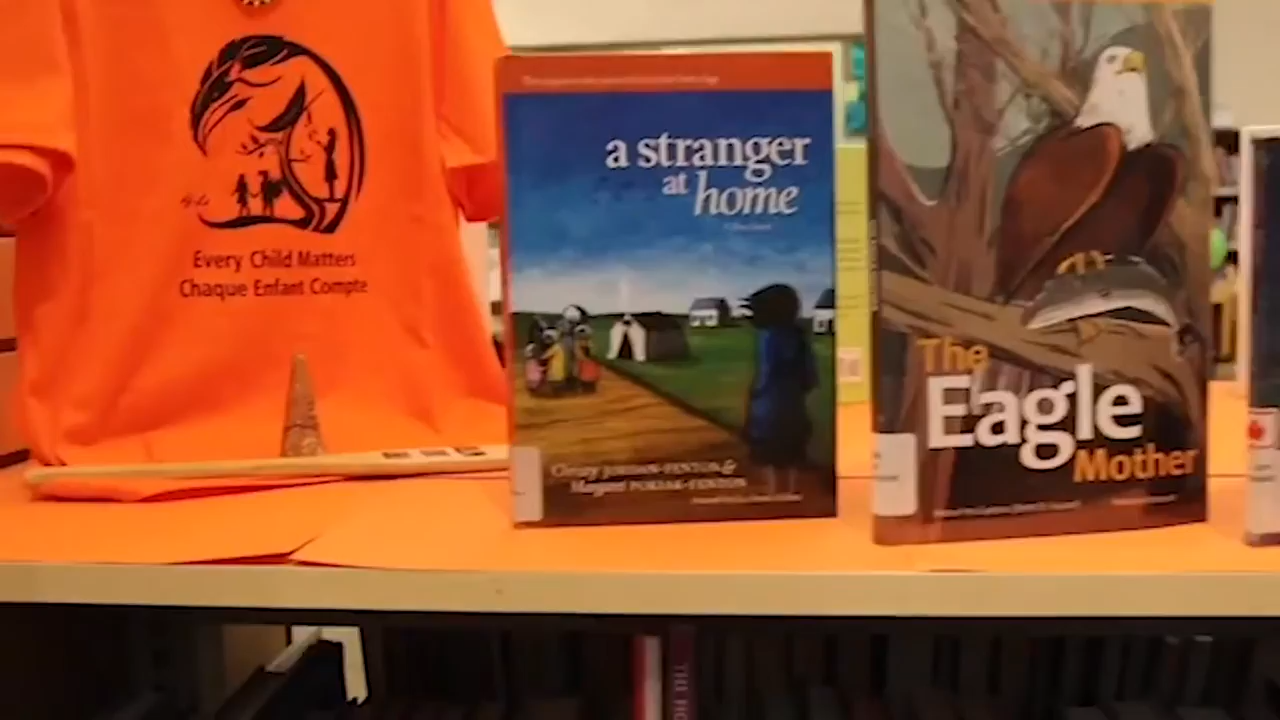 Every Child Matters
Chaque Enfant Compte
a stranger
at home
Christy JORDAN-FENTON &
Margaret POKIAK-FENTON
The
Eagle
Mother